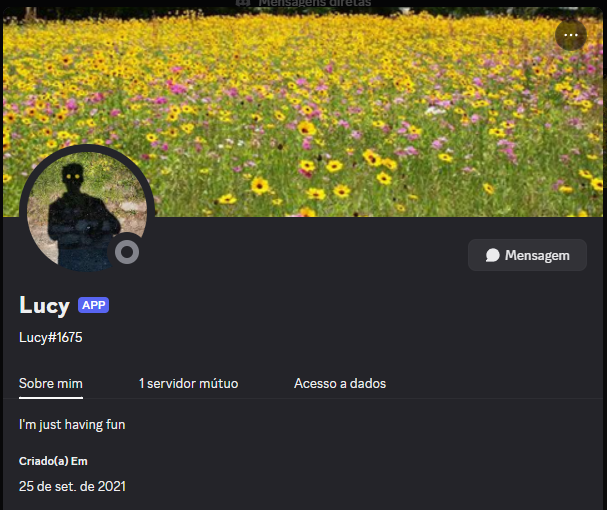 Mensagens diretas
Mensagem
Lucy APP
Lucy#1675
Sobre mim 1 servidor mútuo Acesso a dados
I'm just having fun
Criado(a) Em
25 de set. de 2021